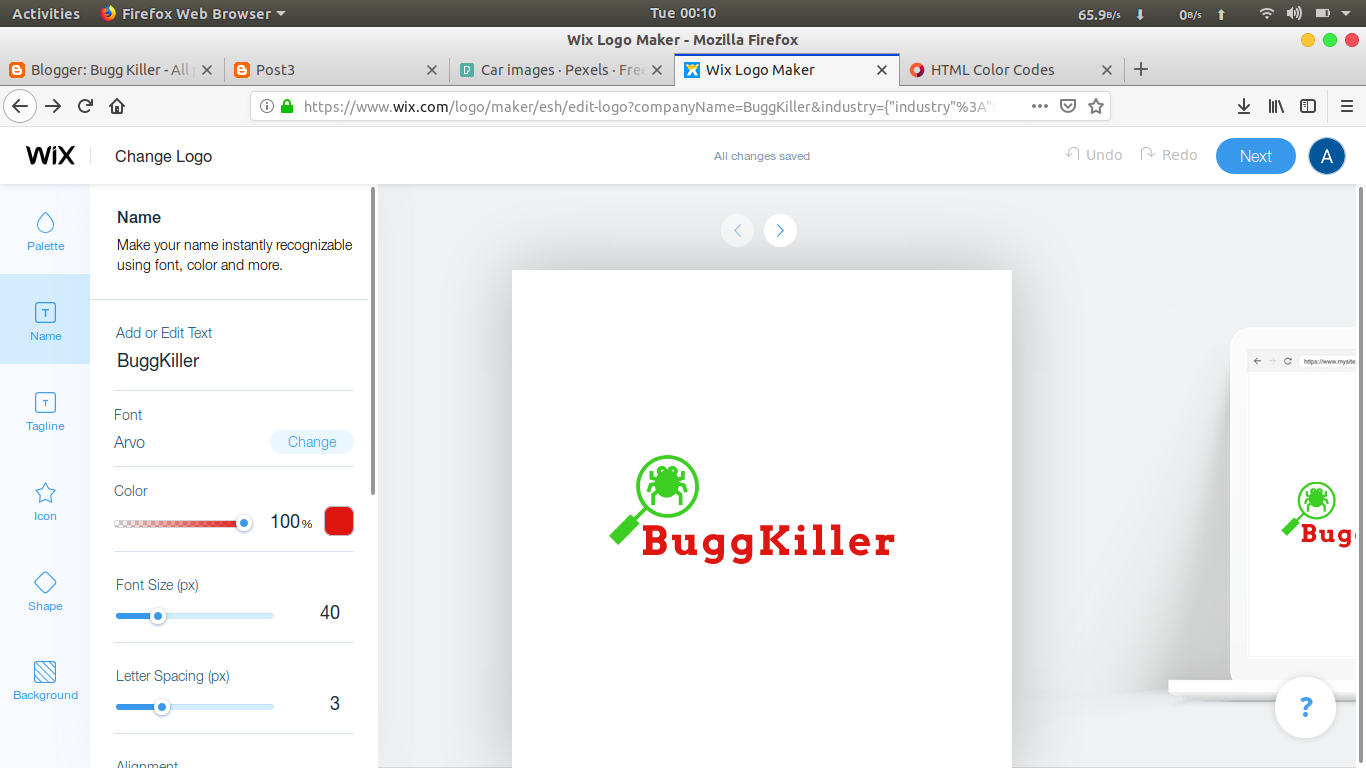 Activities Firefox Web Browser Tue 00:10 65.9B/s 0B/s
Wix Logo Maker - Mozilla Firefox
Blogger: Bugg Killer - All Post3 Car images · Pexels · Fre Wix Logo Maker HTML Color Codes
https://www.wix.com/logo/maker/esh/edit-logo?companyName=BuggKiller&industry={"industry"%3A"
WiX Change Logo All changes saved Undo Redo Next A
Palette
Name
Tagline
Icon
Shape
Background
Name
Make your name instantly recognizable
using font, color and more.
Add or Edit Text
BuggKiller
Font
Arvo Change
Color
100%
Font Size (px)
40
Letter Spacing (px)
3
Alignment
BuggKiller
https://www.mysite
Bugg
?